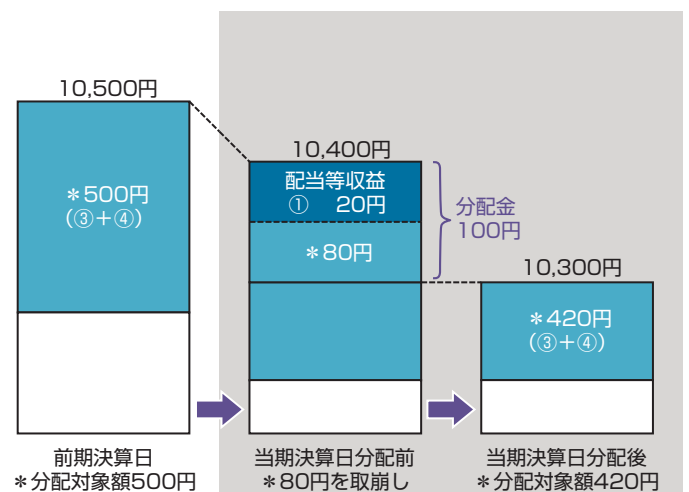 10,500円
＊500円
（③＋④）
前期決算日
＊分配対象額500円
10,400円
配当等収益
①　20円
＊80円
分配金
100円
当期決算日分配前
＊80円を取崩し
10,300円
＊420円
（③＋④）
当期決算日分配後
＊分配対象額420円